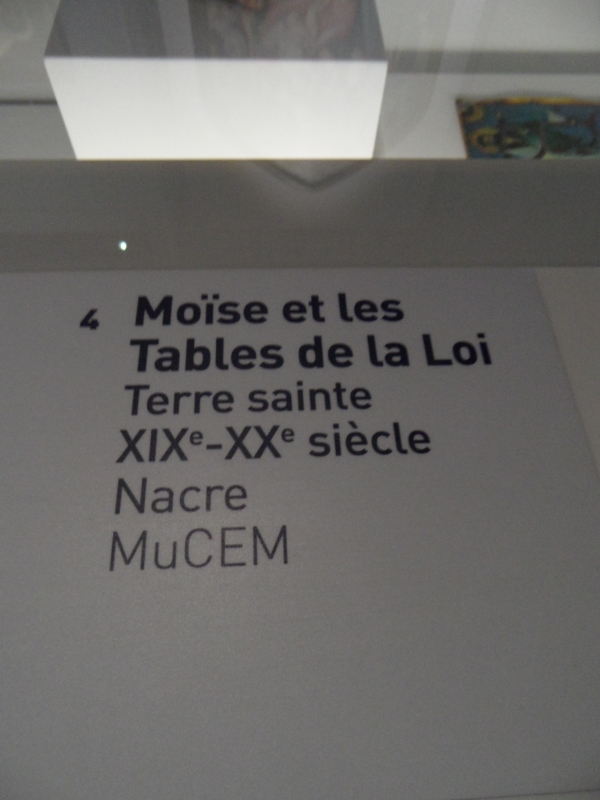 4 Moïse et les
Tables de la Loi
Terre sainte
XIXe-XXe siècle
Nacre
MuCEM